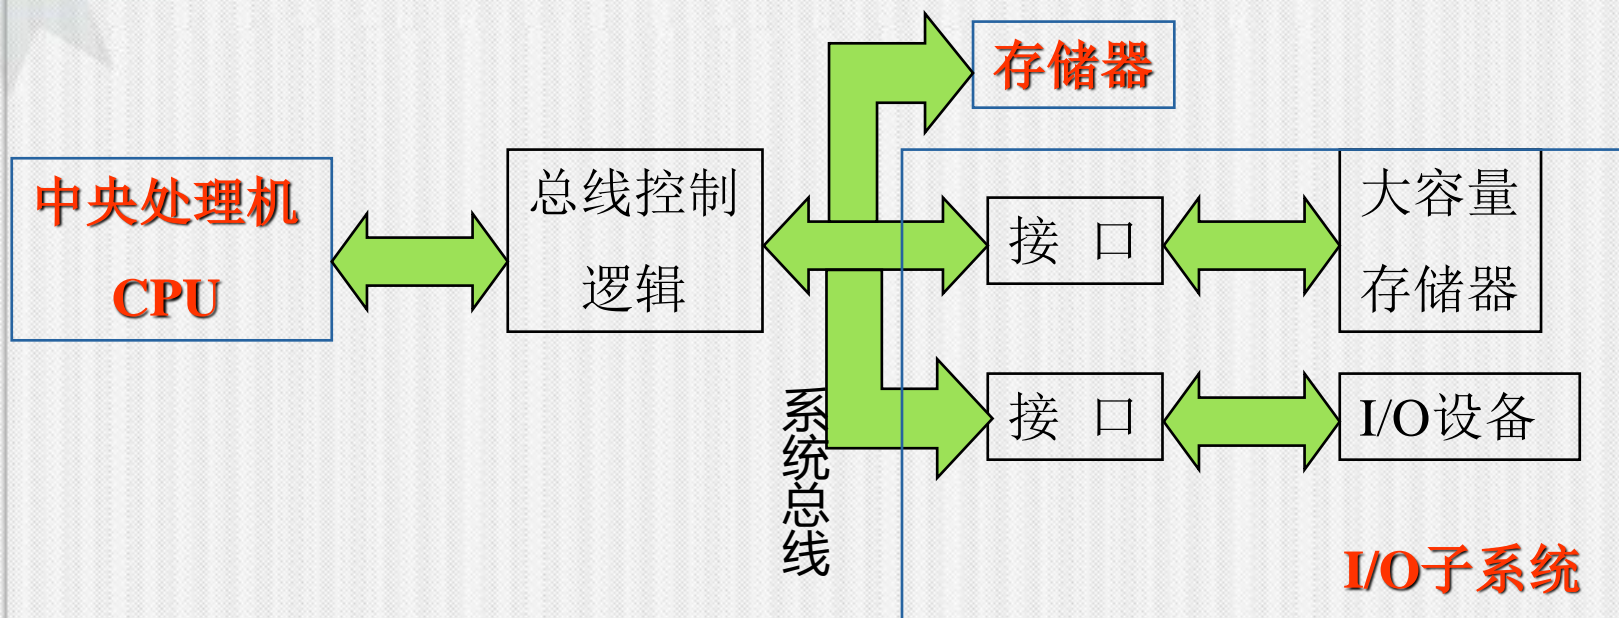 中央处理机
CPU
总线控制
逻辑
存储器
接 口
大容量
存储器
系统总线
接 口
I/O设备
I/O子系统